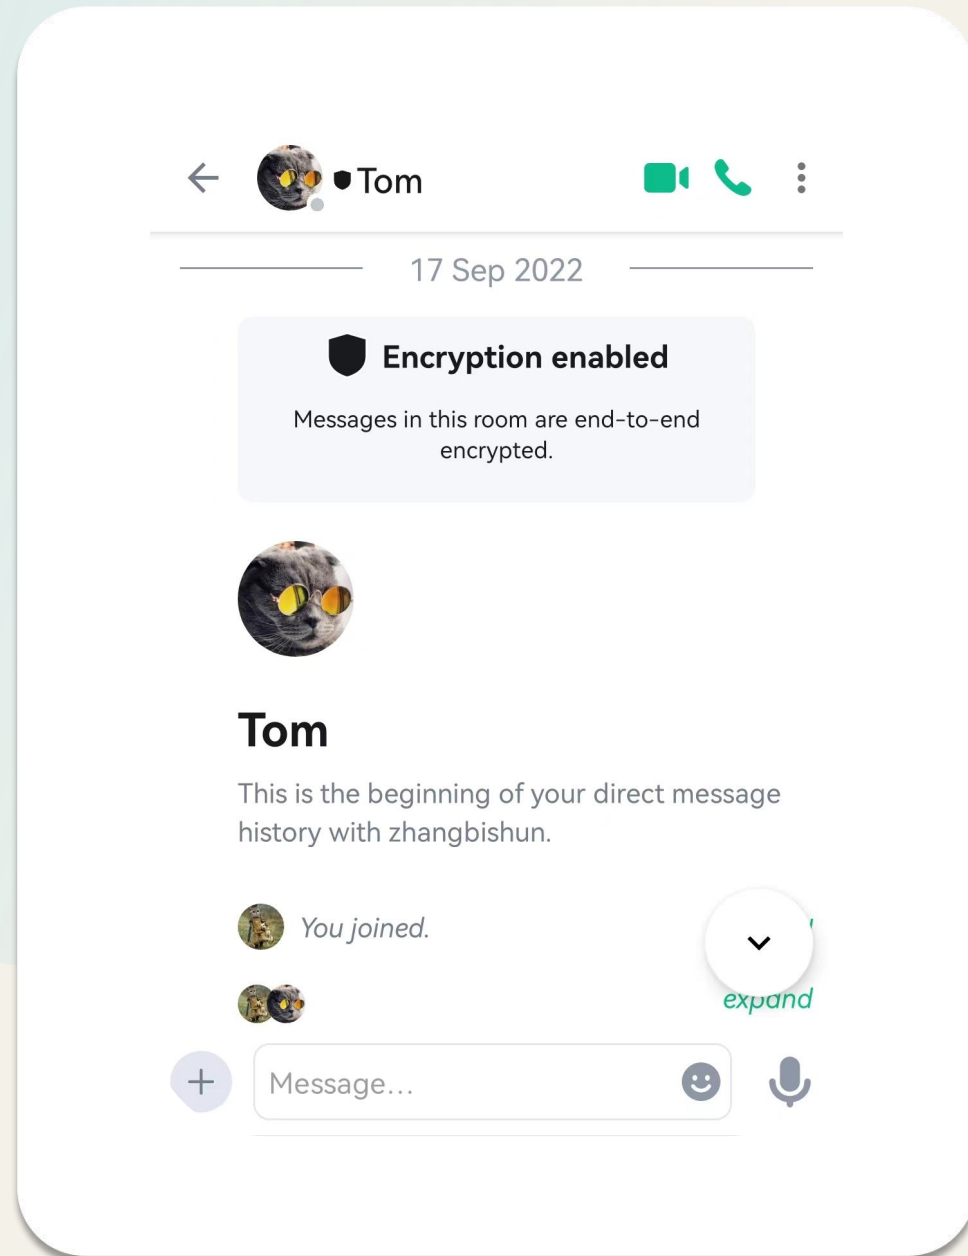 Tom
17 Sep 2022
Encryption enabled
Messages in this room are end-to-end
encrypted.
Tom
This is the beginning of your direct message
history with zhangbishun.
You joined.
expand
Message...